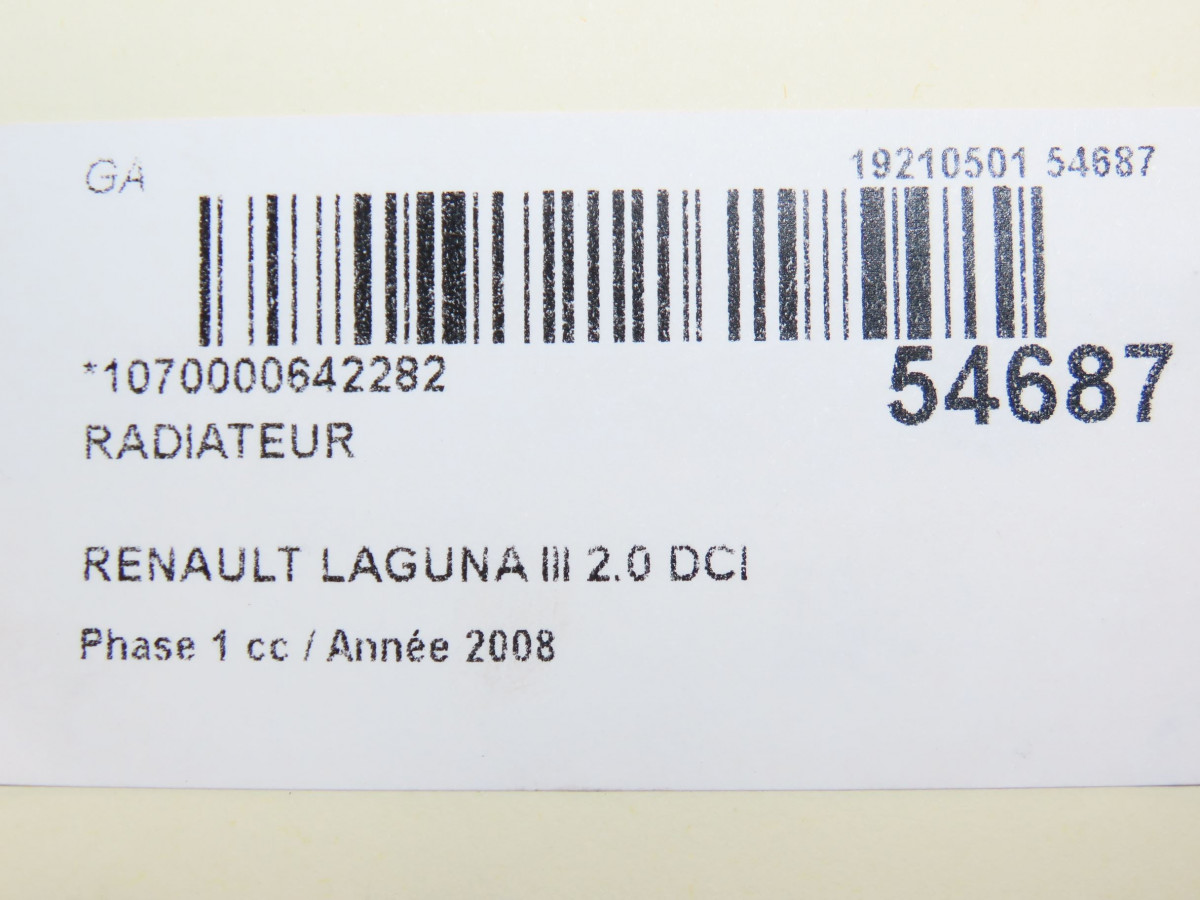 GA
19210501 54687
*1070000642282
54687
RADIATEUR
RENAULT LAGUNA III 2.0 DCI
Phase 1 cc / Année 2008